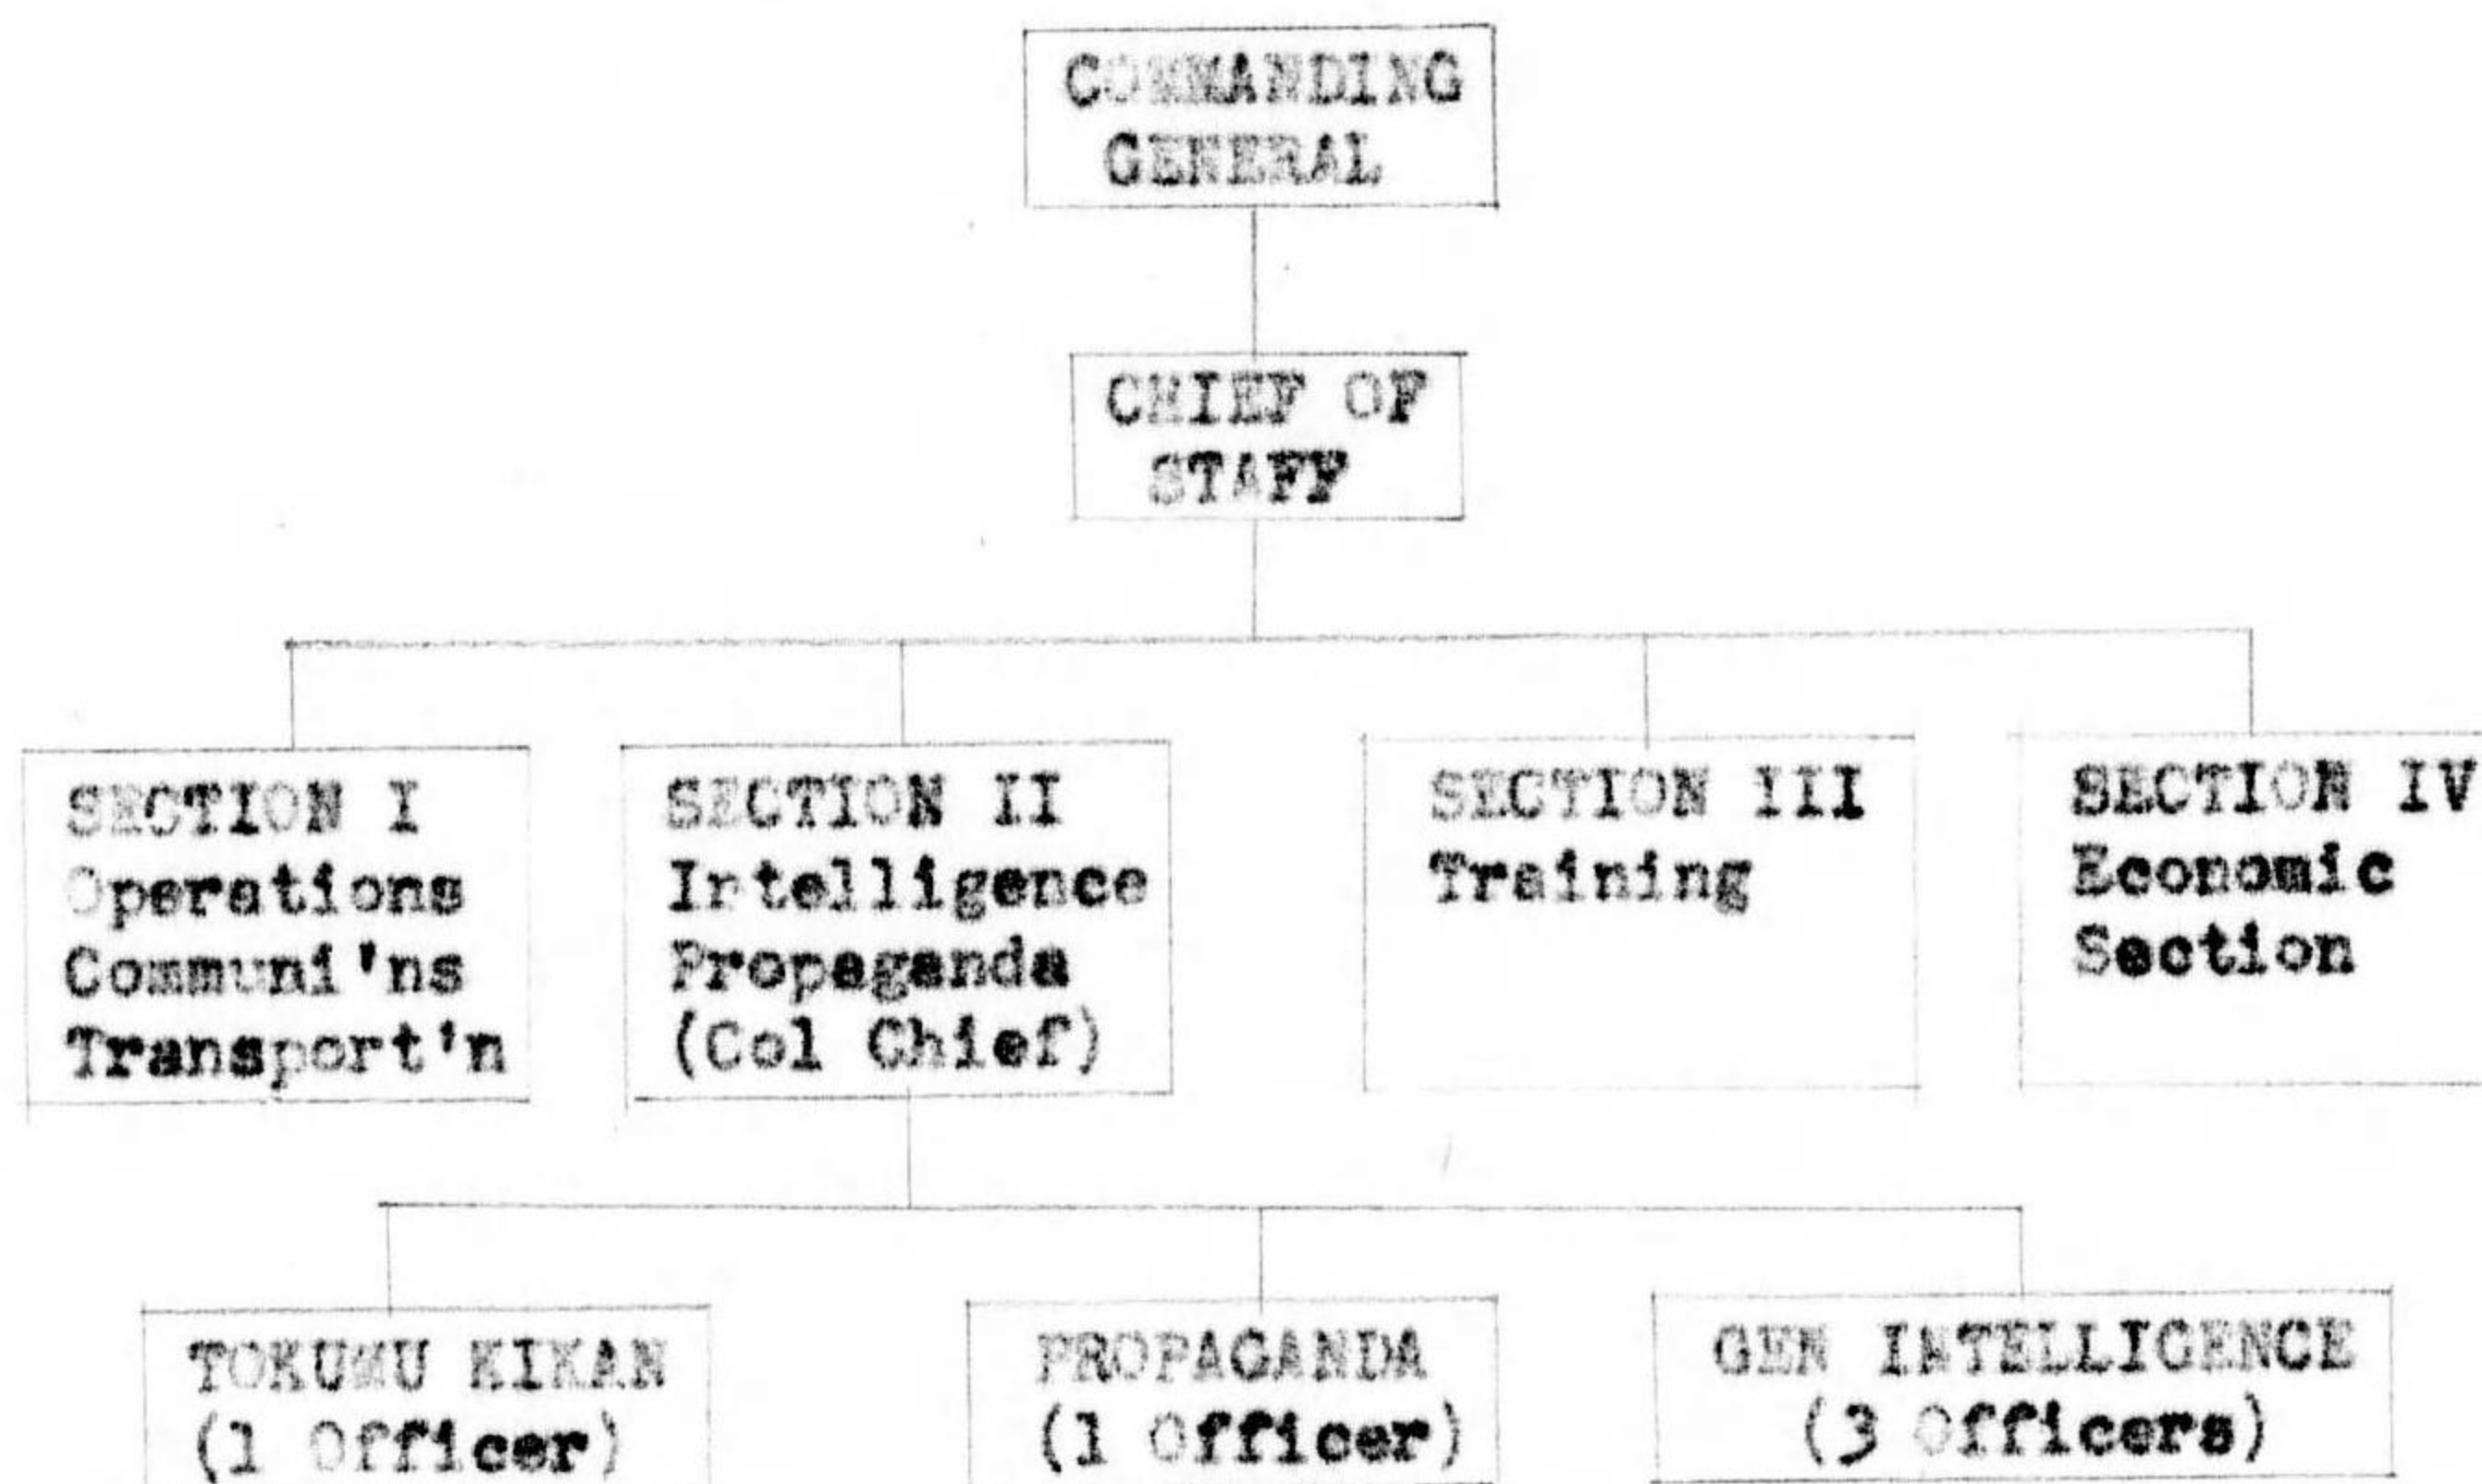 COMMANDING
GENERAL
CHIEF OF
STAFF
SECTION I
Operations
Communi'ns
Transport'n
SECTION II
Intelligence
Propaganda
(Col Chief)
SECTION III
Training
SECTION IV
Economic
Section
TOKUMU KIKAN
(1 Officer)
PROPAGANDA
(1 Officer)
GEN INTELLIGENCE
(3 Officers)